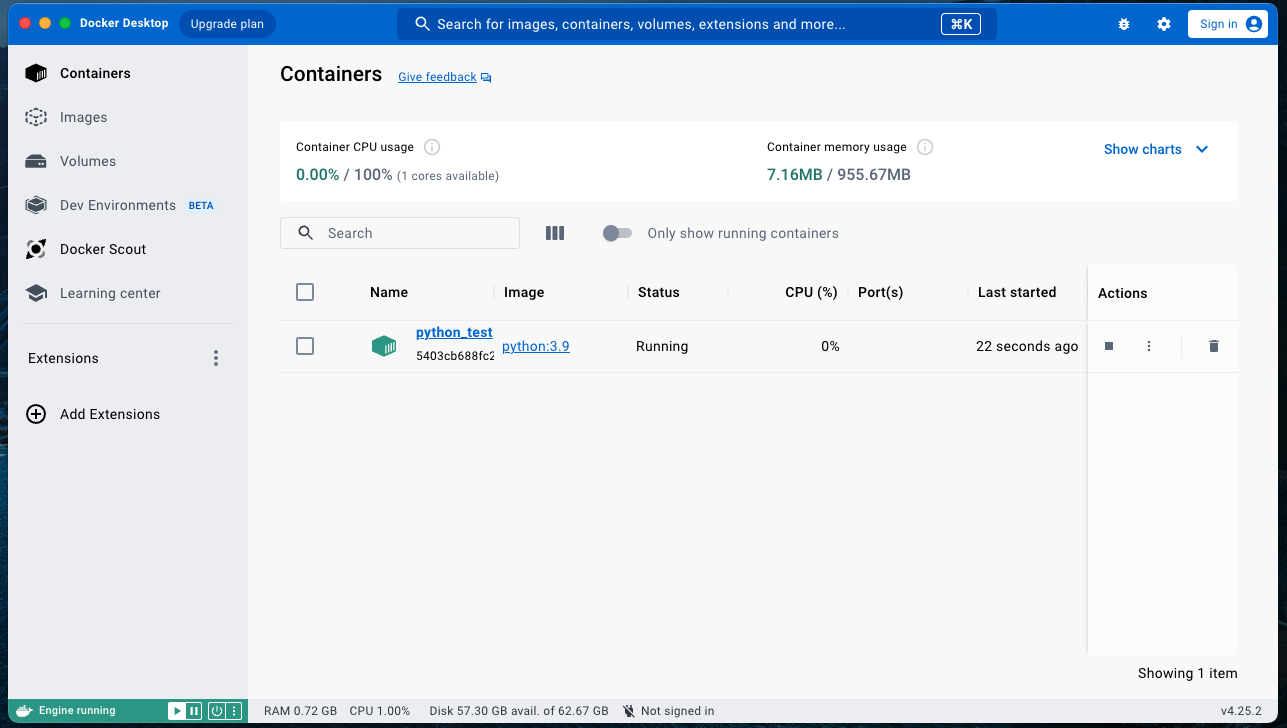 Docker Desktop
Upgrade plan
Search for images, containers, volumes, extensions and more...
⌘K
Sign in
Containers
Images
Volumes
Dev Environments BETA
Docker Scout
Learning center
Extensions
Add Extensions
Containers
Give feedback
Container CPU usage
0.00% / 100% (1 cores available)
Container memory usage
7.16MB / 955.67MB
Show charts
Search
Only show running containers
Name Image Status CPU (%) Port(s) Last started Actions
python_test
5403cb688fc2
python:3.9
Running
0%
22 seconds ago
Showing 1 item
Engine running
RAM 0.72 GB CPU 1.00% Disk 57.30 GB avail. of 62.67 GB Not signed in
v4.25.2